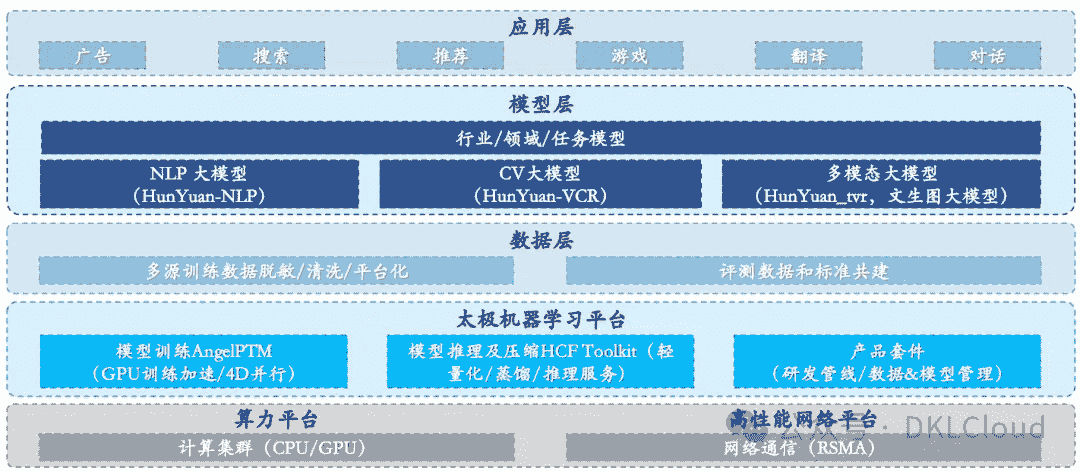 应用层
广告 搜索 推荐 游戏 翻译 对话
模型层
行业/领域/任务模型
NLP 大模型
（HunYuan-NLP）
CV大模型
（HunYuan-VCR）
多模态大模型
（HunYuan_tvr，文生图大模型）
数据层
多源训练数据脱敏/清洗/平台化
评测数据和标准共建
太极机器学习平台
模型训练AngelPTM
（GPU训练加速/4D并行）
模型推理及压缩HCF Toolkit（轻
量化/蒸馏/推理服务）
产品套件
（研发管线/数据&模型管理）
算力平台
计算集群（CPU/GPU）
高性能网络平台
网络通信（RSMA）
公众号 · DKLCloud